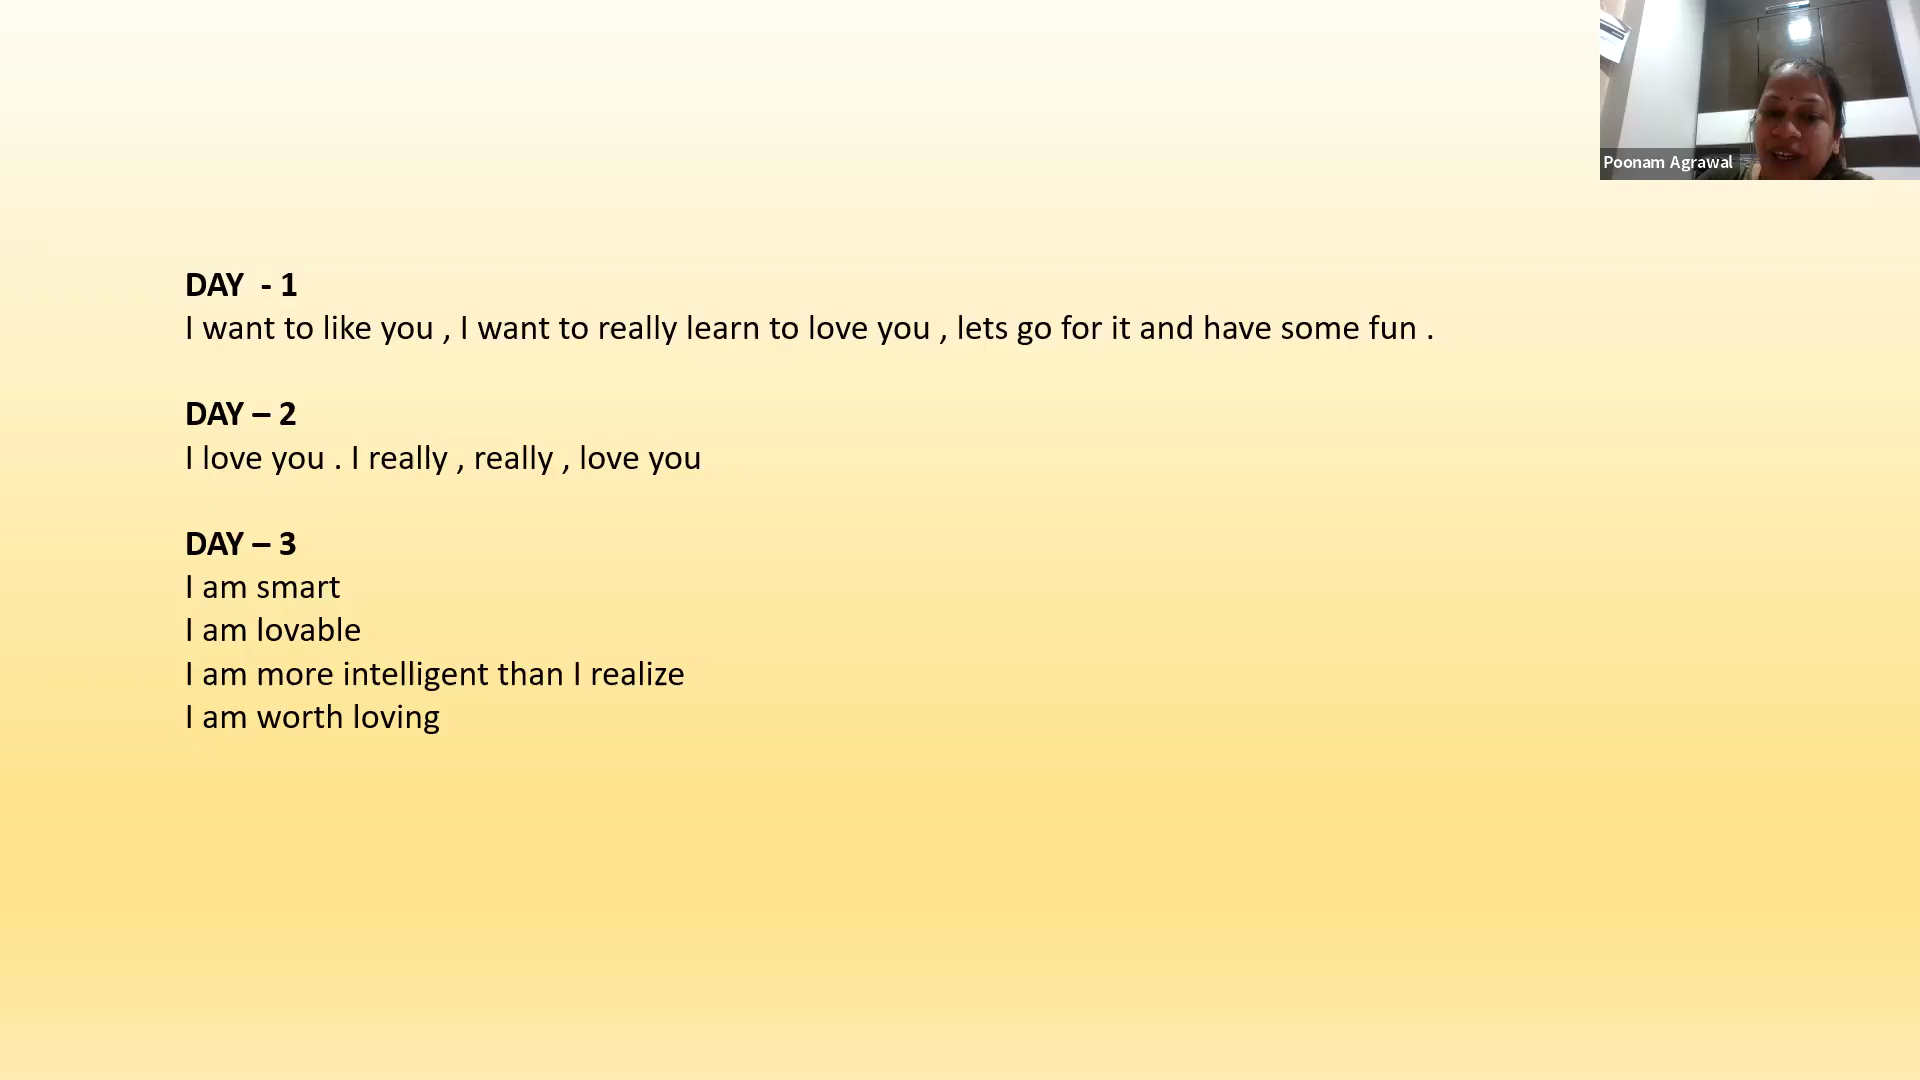 Poonam Agrawal
DAY  - 1
I want to like you , I want to really learn to love you , lets go for it and have some fun .
DAY – 2
I love you . I really , really , love you
DAY – 3
I am smart
I am lovable
I am more intelligent than I realize
I am worth loving